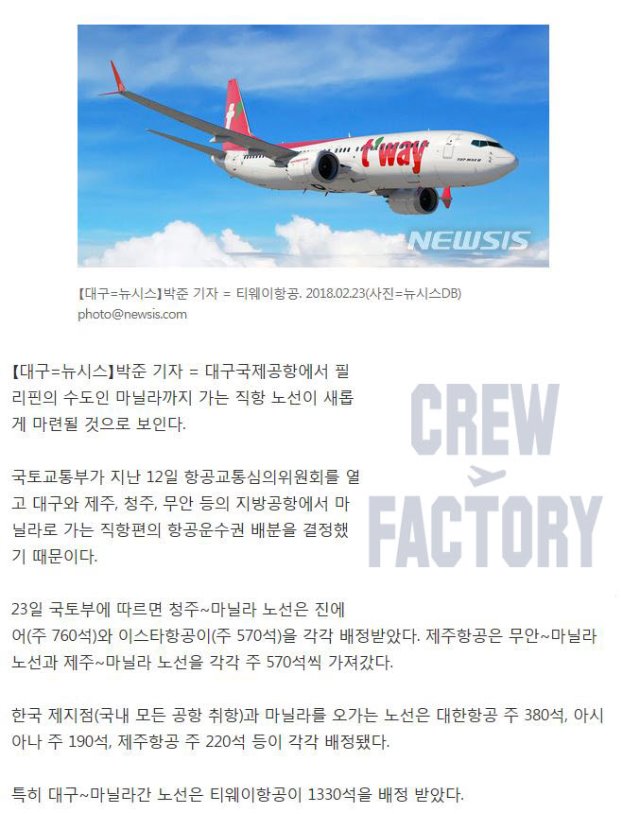 t'way
NEWSIS
【대구=뉴시스】박준 기자 = 티웨이항공. 2018.02.23(사진=뉴시스DB)
photo@newsis.com
【대구=뉴시스】박준 기자 = 대구국제공항에서 필
리핀의 수도인 마닐라까지 가는 직항 노선이 새롭
게 마련될 것으로 보인다.
CREW
FACTORY
국토교통부가 지난 12일 항공교통심의위원회를 열
고 대구와 제주, 청주, 무안 등의 지방공항에서 마
닐라로 가는 직항편의 항공운수권 배분을 결정했
기 때문이다.
23일 국토부에 따르면 청주~마닐라 노선은 진에
어(주 760석)와 이스타항공이(주 570석)을 각각 배정받았다. 제주항공은 무안~마닐라
노선과 제주~마닐라 노선을 각각 주 570석씩 가져갔다.
한국 제지점(국내 모든 공항 취항)과 마닐라를 오가는 노선은 대한항공 주 380석, 아시
아나 주 190석, 제주항공 주 220석 등이 각각 배정됐다.
특히 대구~마닐라간 노선은 티웨이항공이 1330석을 배정 받았다.